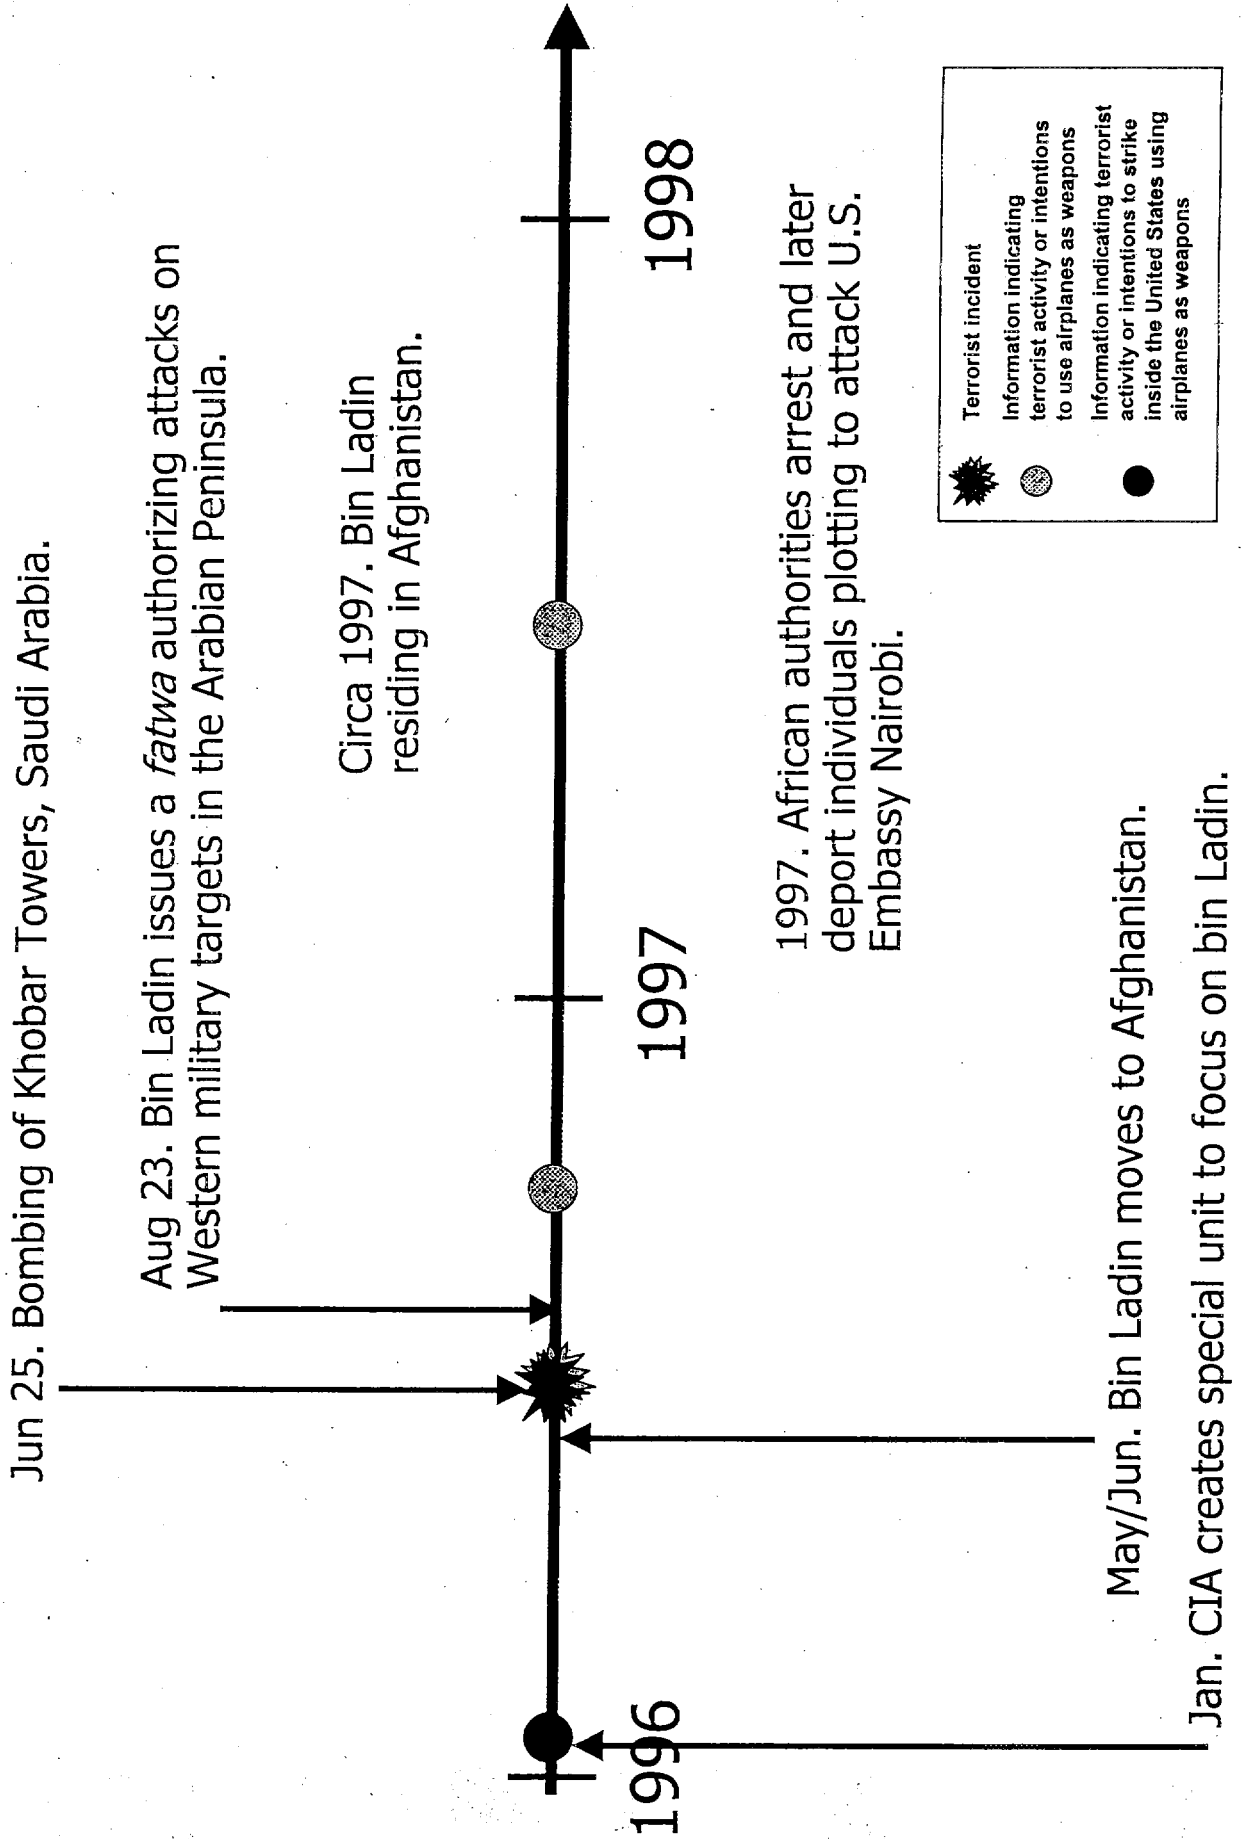 Jun 25. Bombing of Khobar Towers, Saudi Arabia.
Aug 23. Bin Ladin issues a fatwa authorizing attacks on
Western military targets in the Arabian Peninsula.
Circa 1997. Bin Ladin
residing in Afghanistan.
1996
1997
1998
1997. African authorities arrest and later
deport individuals plotting to attack U.S.
Embassy Nairobi.
May/Jun. Bin Ladin moves to Afghanistan.
Jan. CIA creates special unit to focus on bin Ladin.
Terrorist incident
Information indicating
terrorist activity or intentions
to use airplanes as weapons
Information indicating terrorist
activity or intentions to strike
inside the United States using
airplanes as weapons